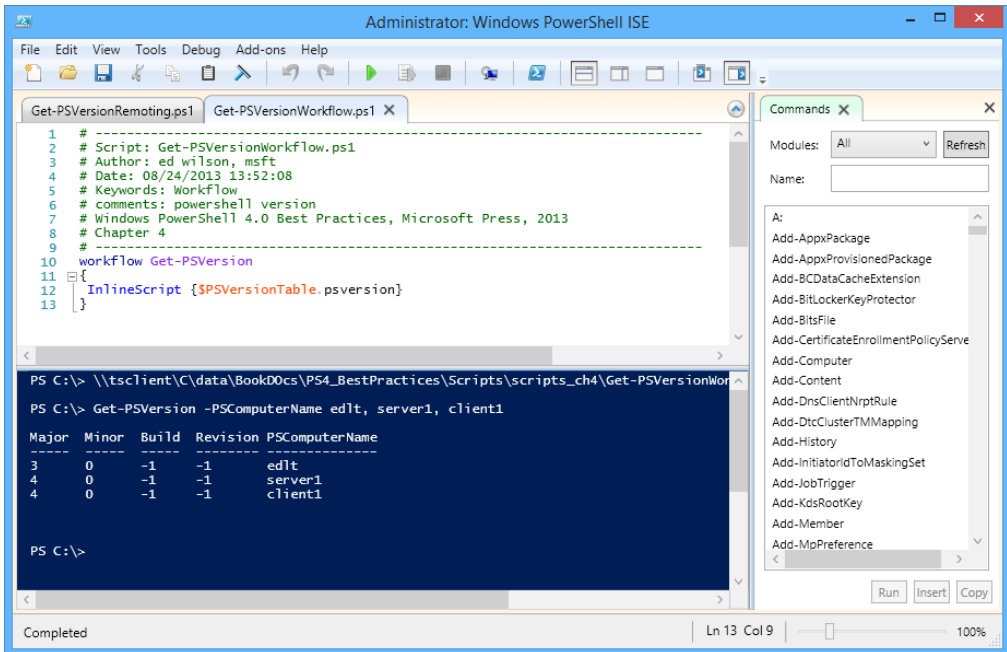 Administrator: Windows PowerShell ISE
File Edit View Tools Debug Add-ons Help
Get-PSVersionRemoting.ps1 Get-PSVersionWorkflow.ps1 X
1 # ---------------------------------------------------------------------------
2 # Script: Get-PSVersionWorkflow.ps1
3 # Author: ed wilson, msft
4 # Date: 08/24/2013 13:52:08
5 # Keywords: Workflow
6 # comments: powershell version
7 # Windows PowerShell 4.0 Best Practices, Microsoft Press, 2013
8 # Chapter 4
9 # ---------------------------------------------------------------------------
10 workflow Get-PSVersion
11 {
12 InlineScript {$PSVersionTable.psversion}
13 }
PS C:\> \\tsclient\C\data\BookDOcs\PS4_BestPractices\Scripts\scripts_ch4\Get-PSVersionWor
PS C:\> Get-PSVersion -PSComputerName edlt, server1, client1
Major Minor Build Revision PSComputerName
----- ----- ----- -------- --------------
3 0 -1 -1 edlt
4 0 -1 -1 server1
4 0 -1 -1 client1
PS C:\>
Commands X
Modules: All Refresh
Name:
A:
Add-AppxPackage
Add-AppxProvisionedPackage
Add-BCDataCacheExtension
Add-BitLockerKeyProtector
Add-BitsFile
Add-CertificateEnrollmentPolicyServe
Add-Computer
Add-Content
Add-DnsClientNrptRule
Add-DtcClusterTMMapping
Add-History
Add-InitiatorIdToMaskingSet
Add-JobTrigger
Add-KdsRootKey
Add-Member
Add-MpPreference
Run Insert Copy
Completed
Ln 13 Col 9
100%